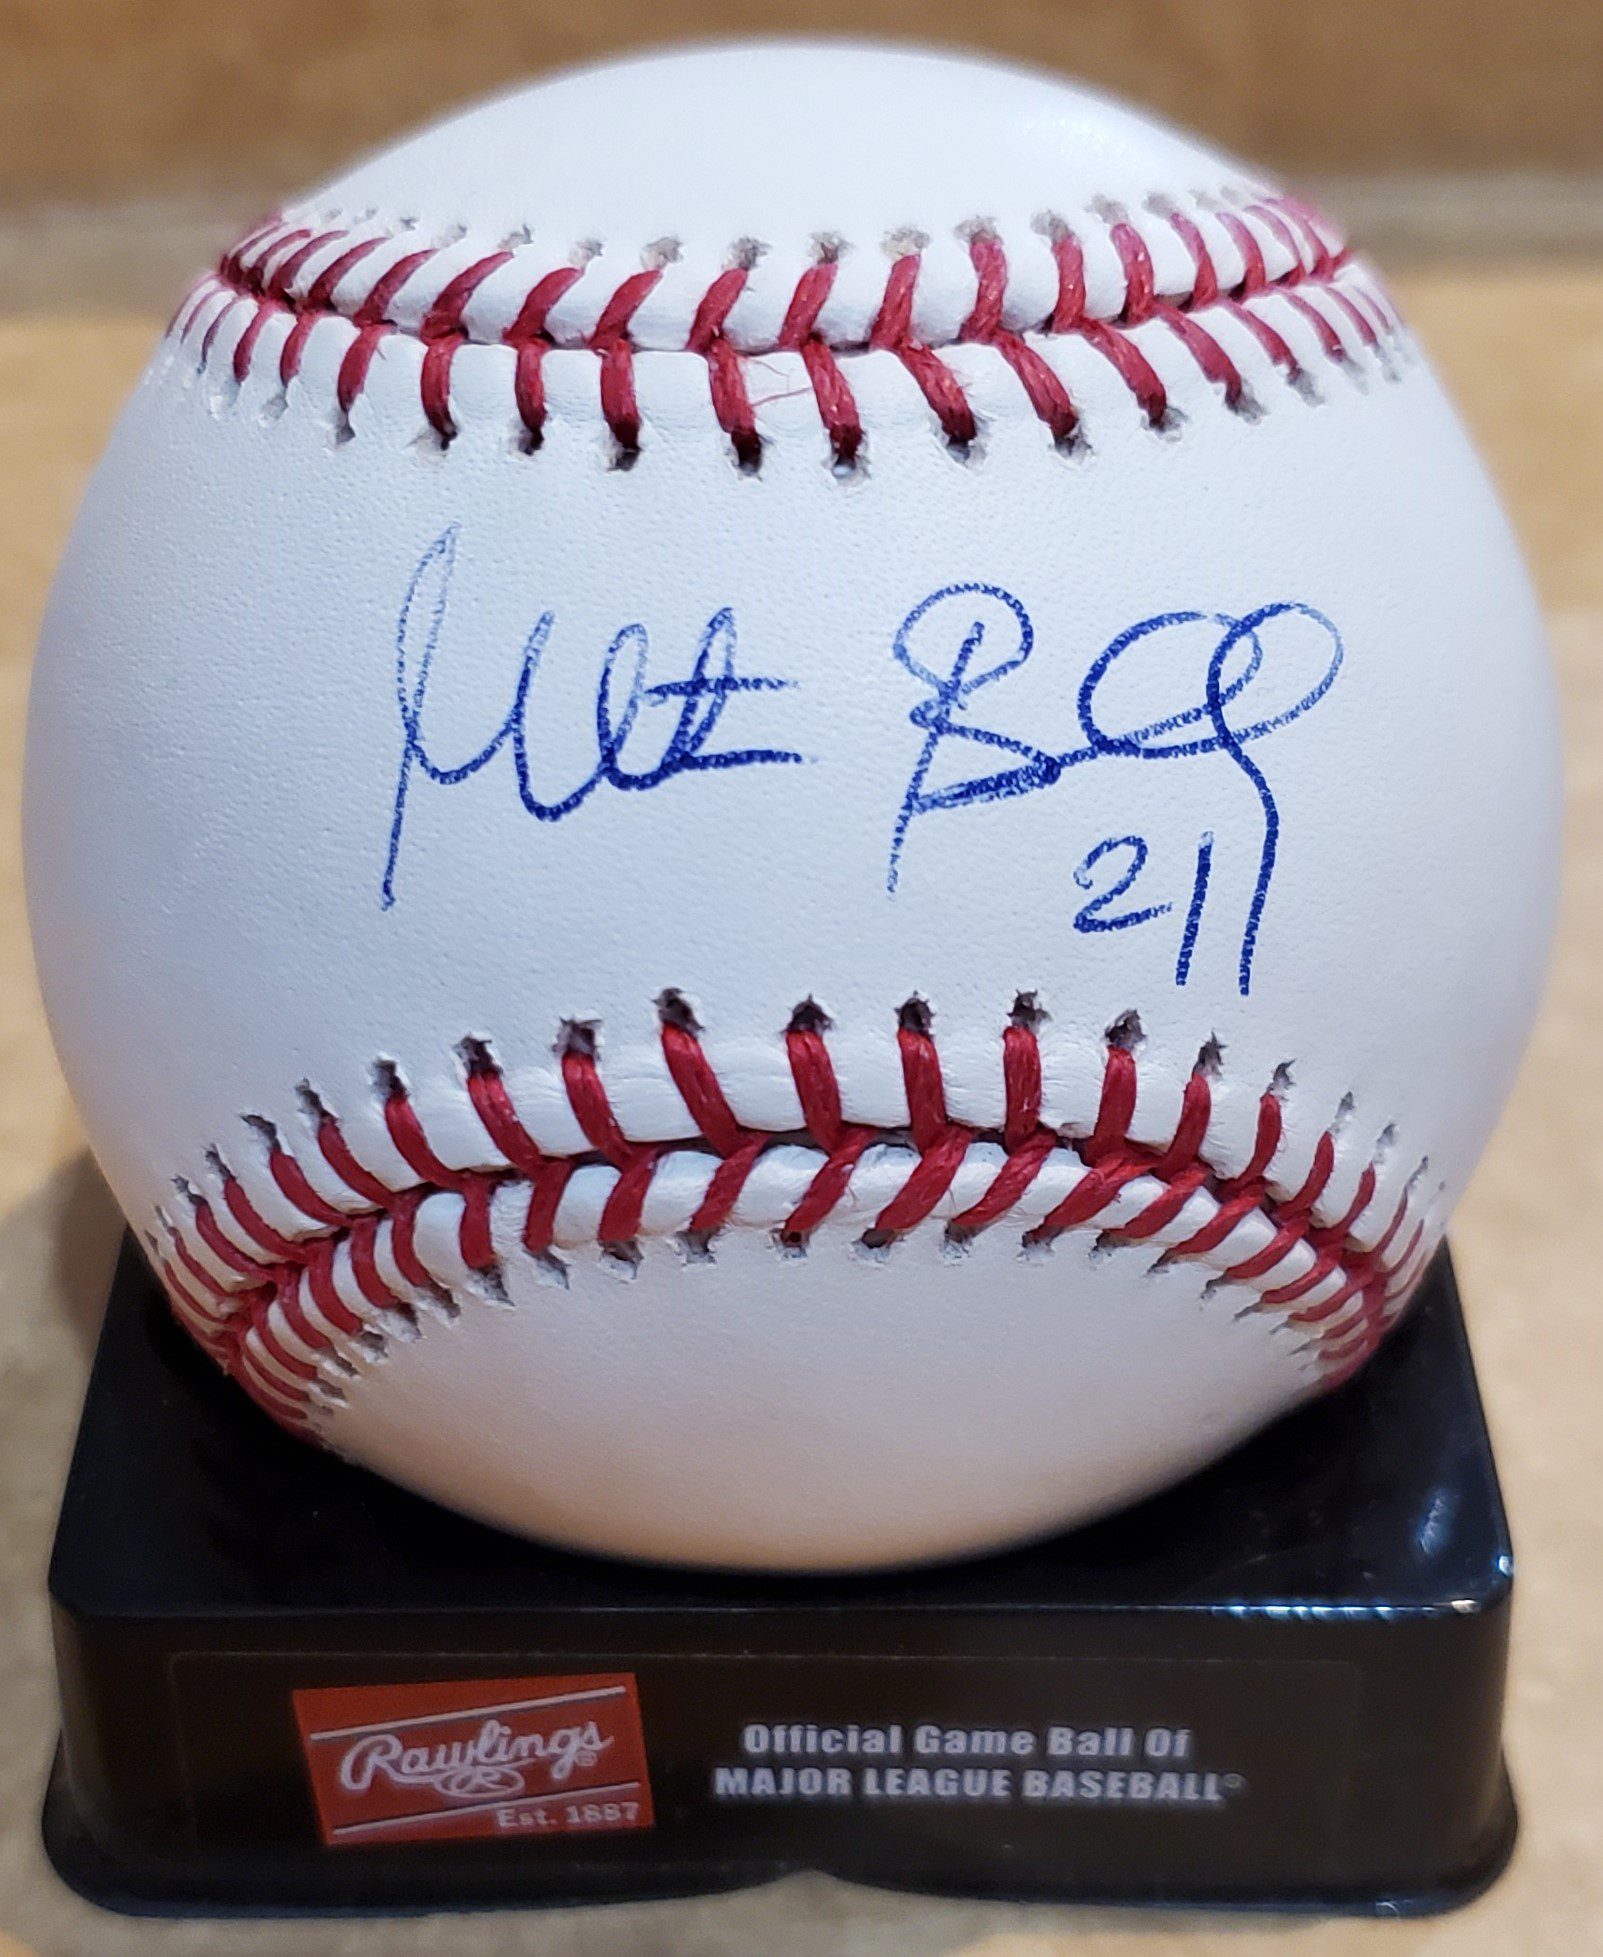 21
Rawlings®
Est. 1887
Official Game Ball Of
MAJOR LEAGUE BASEBALL®